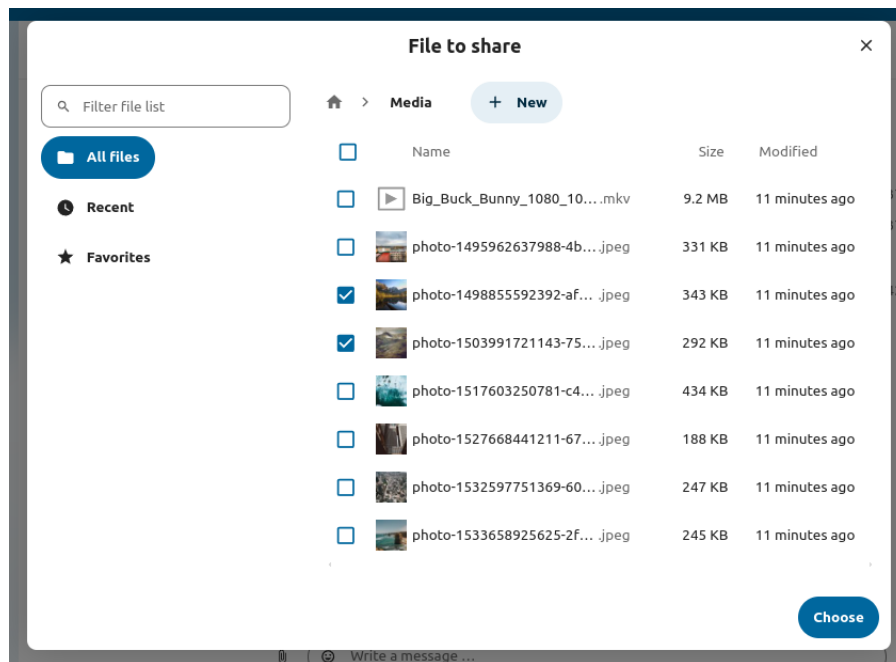 File to share
Filter file list
Media
+ New
All files
Recent
Favorites
Name Size Modified
Big_Buck_Bunny_1080_10... .mkv 9.2 MB 11 minutes ago
photo-1495962637988-4b... .jpeg 331 KB 11 minutes ago
photo-1498855592392-af... .jpeg 343 KB 11 minutes ago
photo-1503991721143-75... .jpeg 292 KB 11 minutes ago
photo-1517603250781-c4... .jpeg 434 KB 11 minutes ago
photo-1527668441211-67... .jpeg 188 KB 11 minutes ago
photo-1532597751369-60... .jpeg 247 KB 11 minutes ago
photo-1533658925625-2f... .jpeg 245 KB 11 minutes ago
Choose
Write a message ...